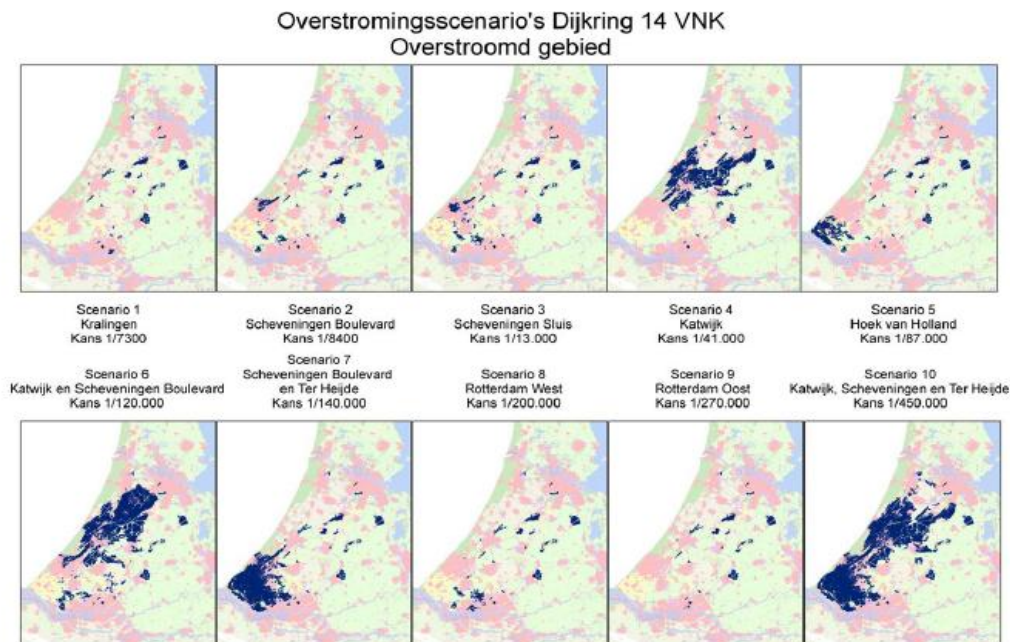 Overstromingsscenario's Dijkring 14 VNK
Overstroomd gebied
Scenario 1
Kralingen
Kans 1/7300
Scenario 2
Scheveningen Boulevard
Kans 1/8400
Scenario 3
Scheveningen Sluis
Kans 1/13.000
Scenario 4
Katwijk
Kans 1/41.000
Scenario 5
Hoek van Holland
Kans 1/87.000
Scenario 6
Katwijk en Scheveningen Boulevard
Kans 1/120.000
Scenario 7
Scheveningen Boulevard
en Ter Heijde
Kans 1/140.000
Scenario 8
Rotterdam West
Kans 1/200.000
Scenario 9
Rotterdam Oost
Kans 1/270.000
Scenario 10
Katwijk, Scheveningen en Ter Heijde
Kans 1/450.000